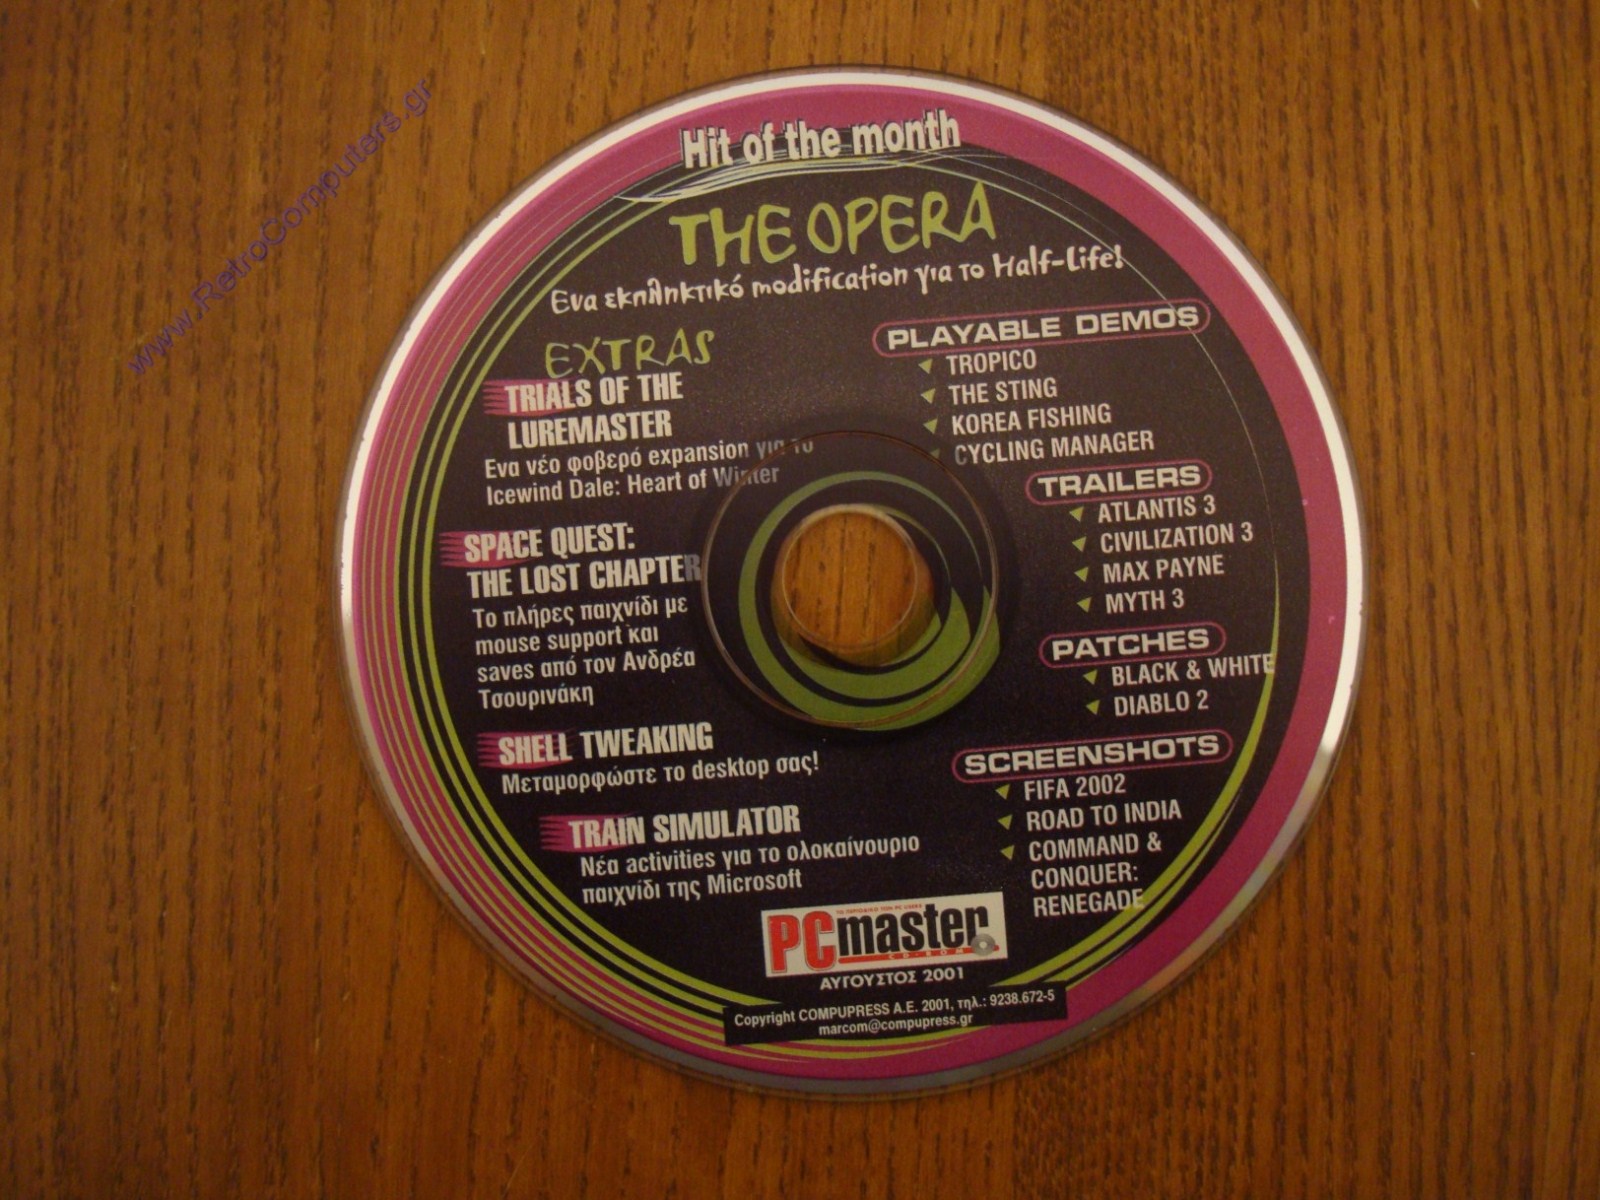 www.RetroComputers.gr
Hit of the month
THE OPERA
Ενα εκπληκτικό modification για το Half-Life!
EXTRAS
TRIALS OF THE
LUREMASTER
Ενα νέο φοβερό expansion για το
Icewind Dale: Heart of Winter
SPACE QUEST:
THE LOST CHAPTER
Το πλήρες παιχνίδι με
mouse support και
saves από τον Ανδρέα
Τσουρινάκη
SHELL TWEAKING
Μεταμορφώστε το desktop σας!
TRAIN SIMULATOR
Νέα activities για το ολοκαίνουριο
παιχνίδι της Microsoft
PLAYABLE DEMOS
TROPICO
THE STING
KOREA FISHING
CYCLING MANAGER
TRAILERS
ATLANTIS 3
CIVILIZATION 3
MAX PAYNE
MYTH 3
PATCHES
BLACK & WHITE
DIABLO 2
SCREENSHOTS
FIFA 2002
ROAD TO INDIA
COMMAND &
CONQUER:
RENEGADE
PC master
CD-ROM
ΑΥΓΟΥΣΤΟΣ 2001
Copyright COMPUPRESS A.E. 2001, τηλ.: 9238.672-5
marcom@compupress.gr